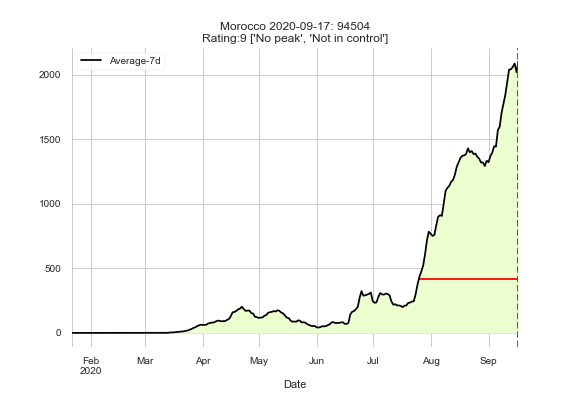 Morocco 2020-09-17: 94504
Rating:9 ['No peak', 'Not in control']
Average-7d
2000
1500
1000
500
0
Feb Mar Apr May Jun Jul Aug Sep
2020
Date